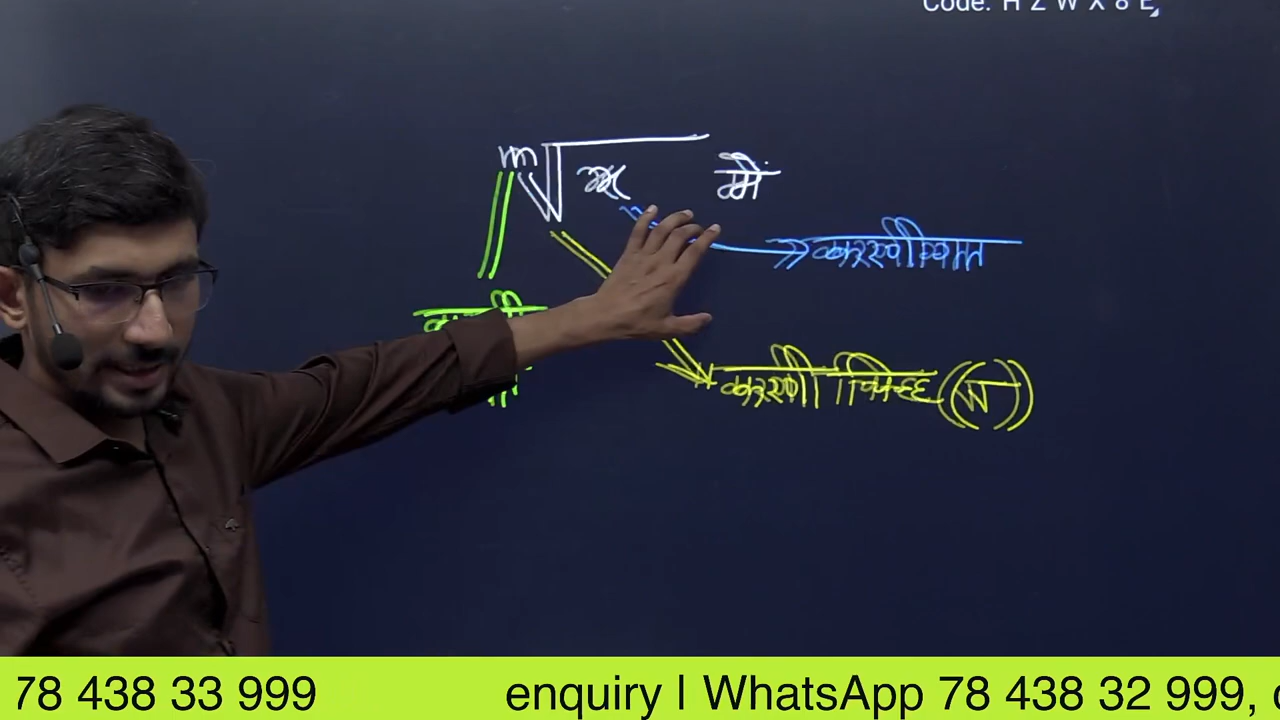 Code: H Z W X 8 E
m√x में
करणीगत
करणी चिन्ह (√)
78 438 33 999 enquiry | WhatsApp 78 438 32 999,